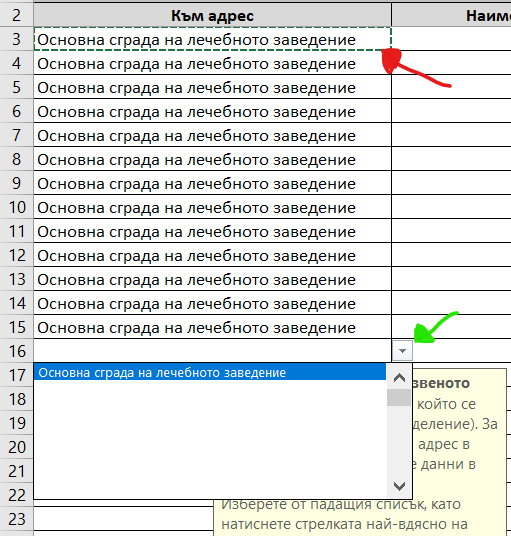 2 Към адрес Наиме
3 Основна сграда на лечебното заведение
4 Основна сграда на лечебното заведение
5 Основна сграда на лечебното заведение
6 Основна сграда на лечебното заведение
7 Основна сграда на лечебното заведение
8 Основна сграда на лечебното заведение
9 Основна сграда на лечебното заведение
10 Основна сграда на лечебното заведение
11 Основна сграда на лечебното заведение
12 Основна сграда на лечебното заведение
13 Основна сграда на лечебното заведение
14 Основна сграда на лечебното заведение
15 Основна сграда на лечебното заведение
16
17 Основна сграда на лечебното заведение звеното
18 който се
19 деление). За
20 адрес в
21 е данни в
22 Изберете от падащия списък, като
23 натиснете стрелката най-вдясно на